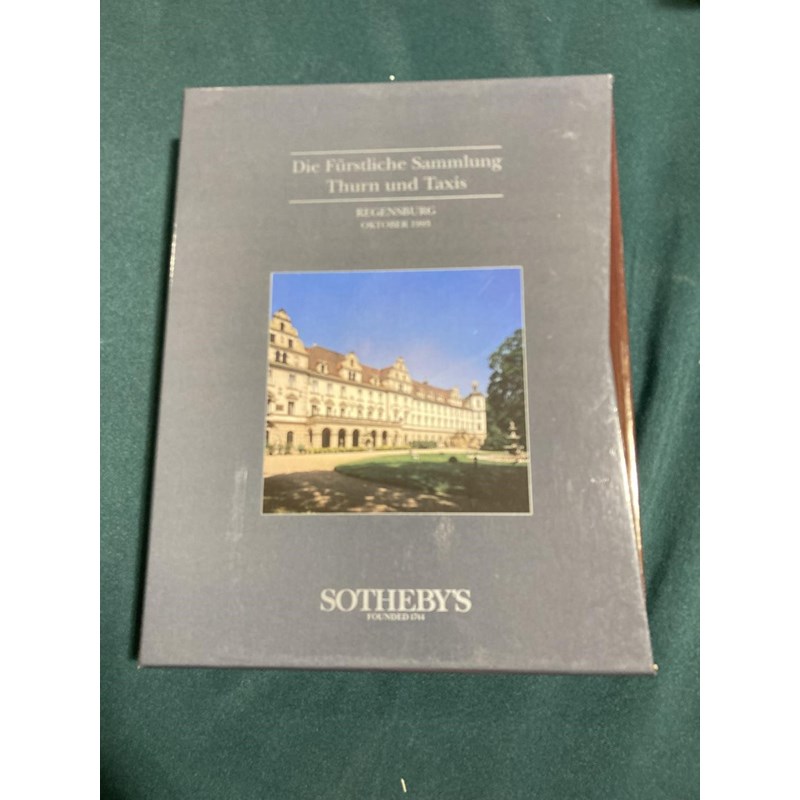 Die Fürstliche Sammlung
Thurn und Taxis
REGENSBURG
OKTOBER 1993
SOTHEBY'S
FOUNDED 1744